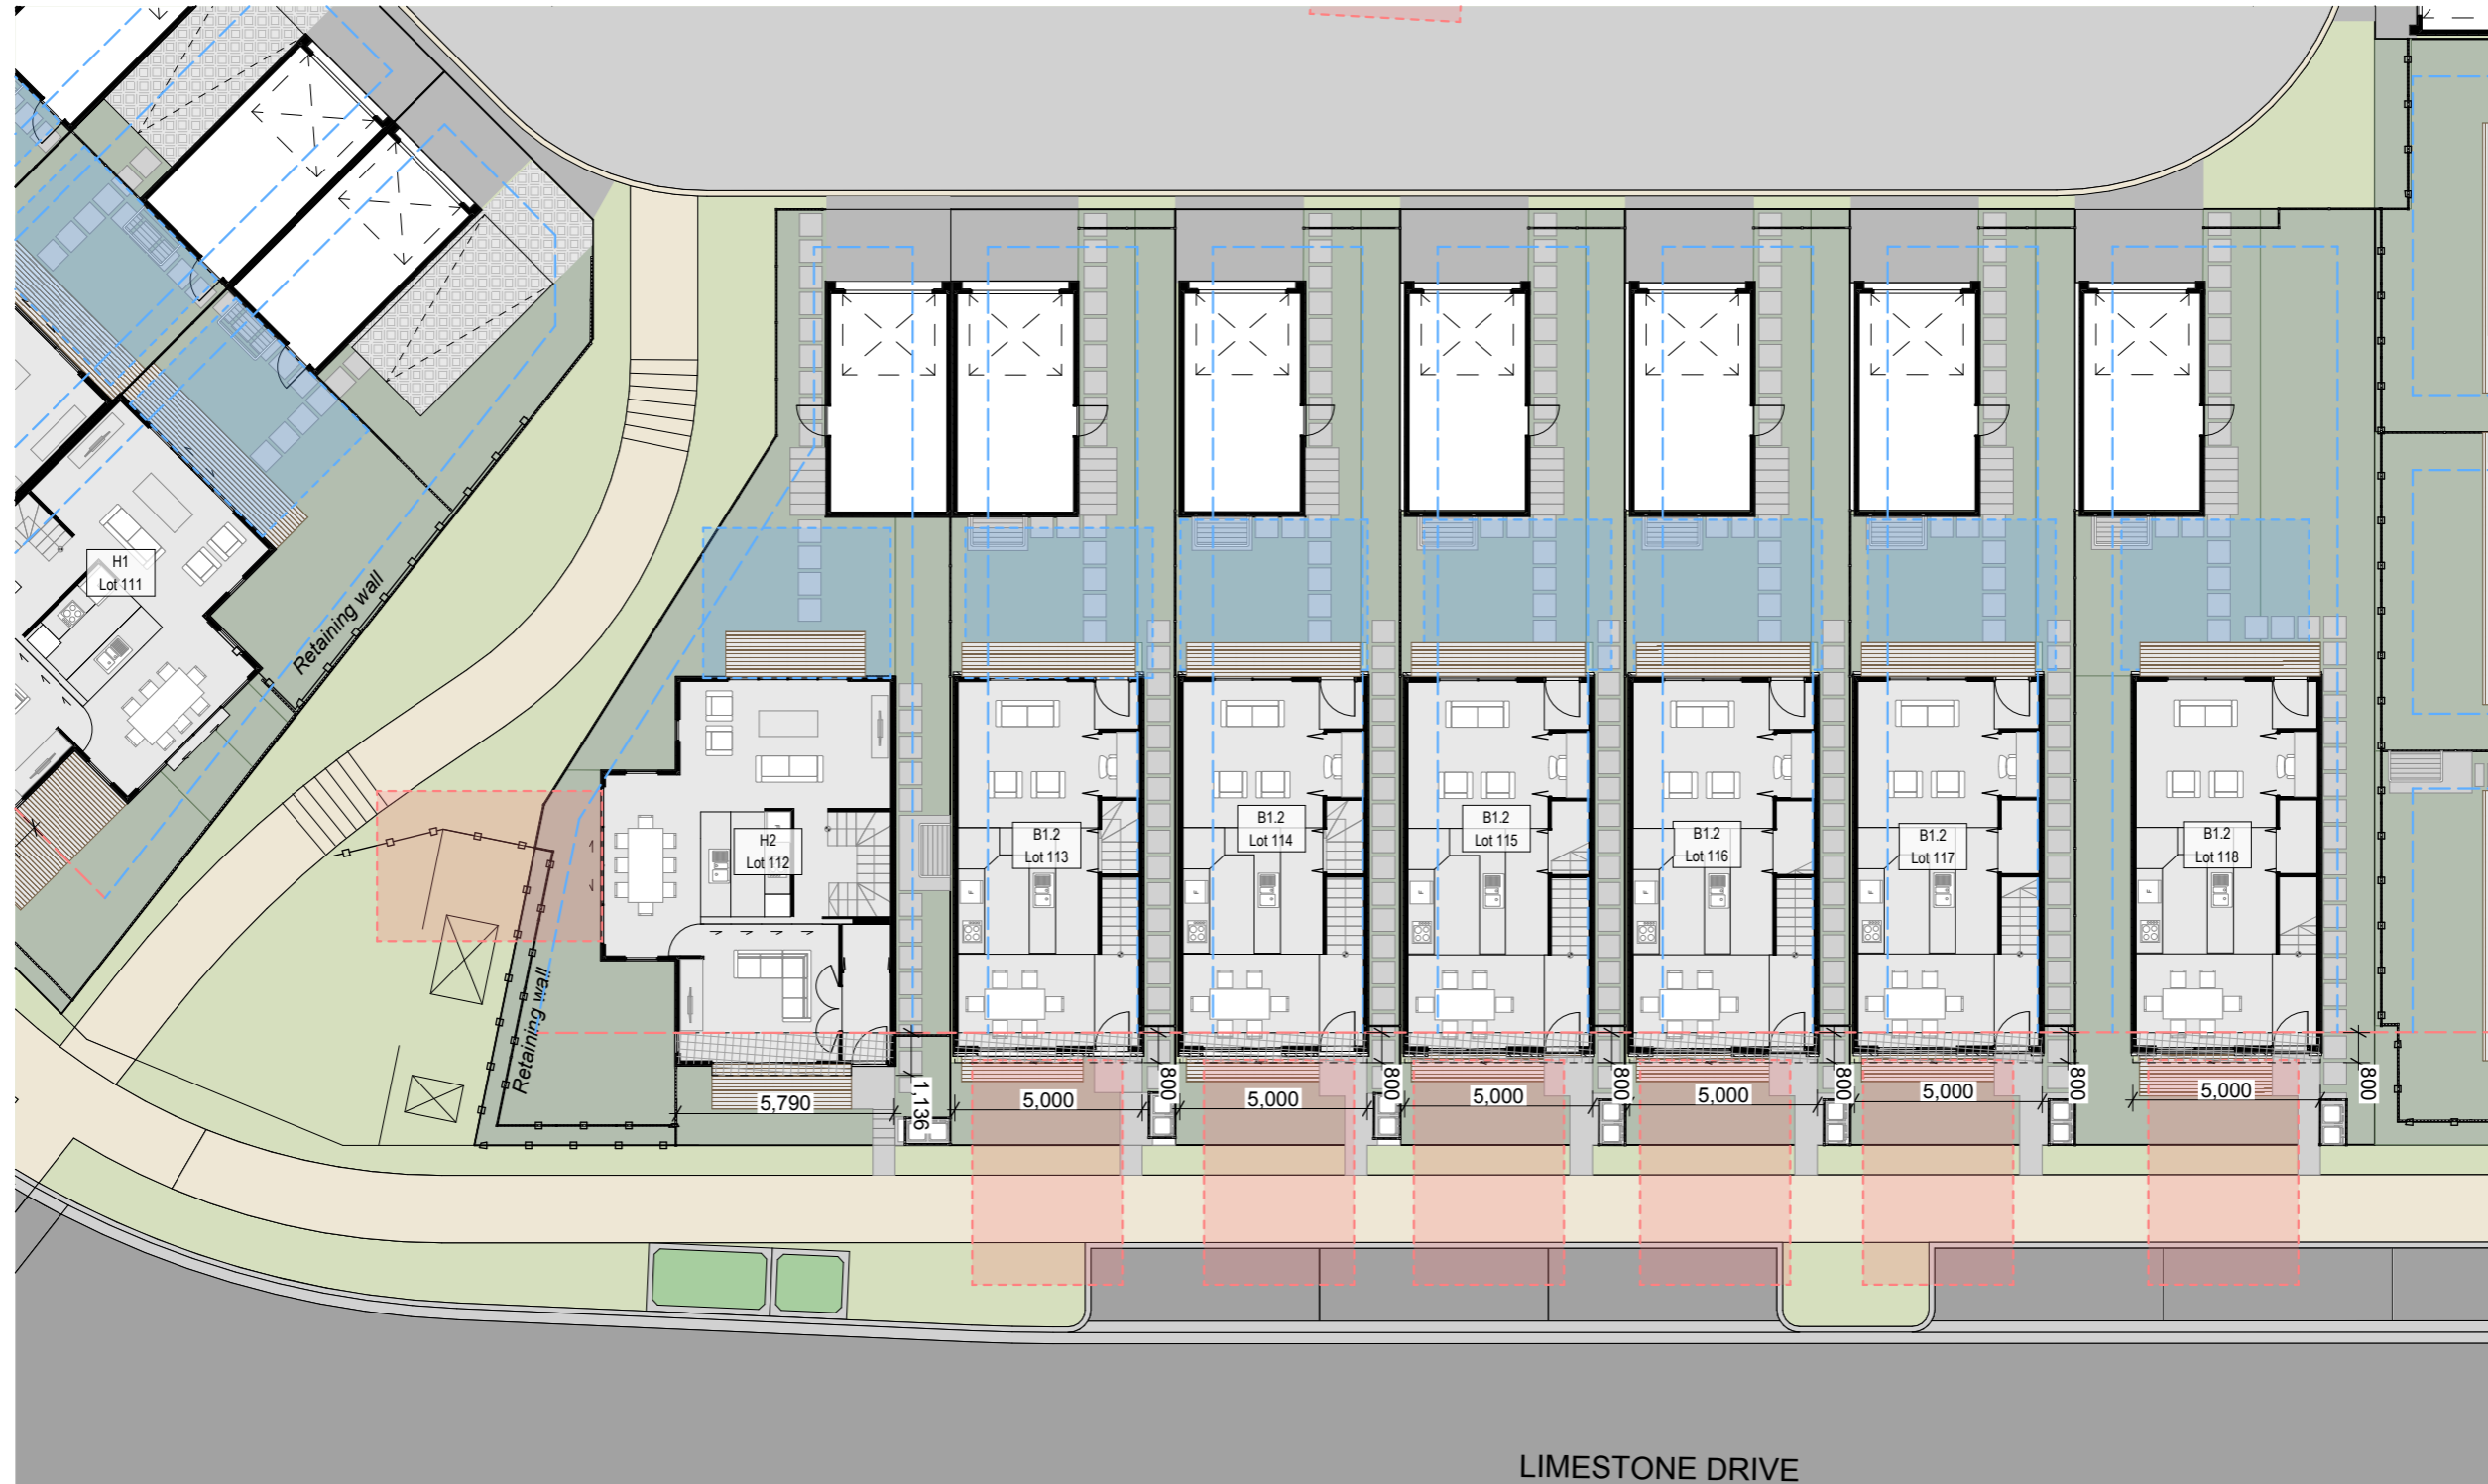 H1
Lot 111
Retaining wall
H2
Lot 112
B1.2
Lot 113
B1.2
Lot 114
B1.2
Lot 115
B1.2
Lot 116
B1.2
Lot 117
B1.2
Lot 118
F
F
F
F
F
F
Retaining wall
5,790
1,136
5,000
800
5,000
800
5,000
800
5,000
800
5,000
800
5,000
800
LIMESTONE DRIVE